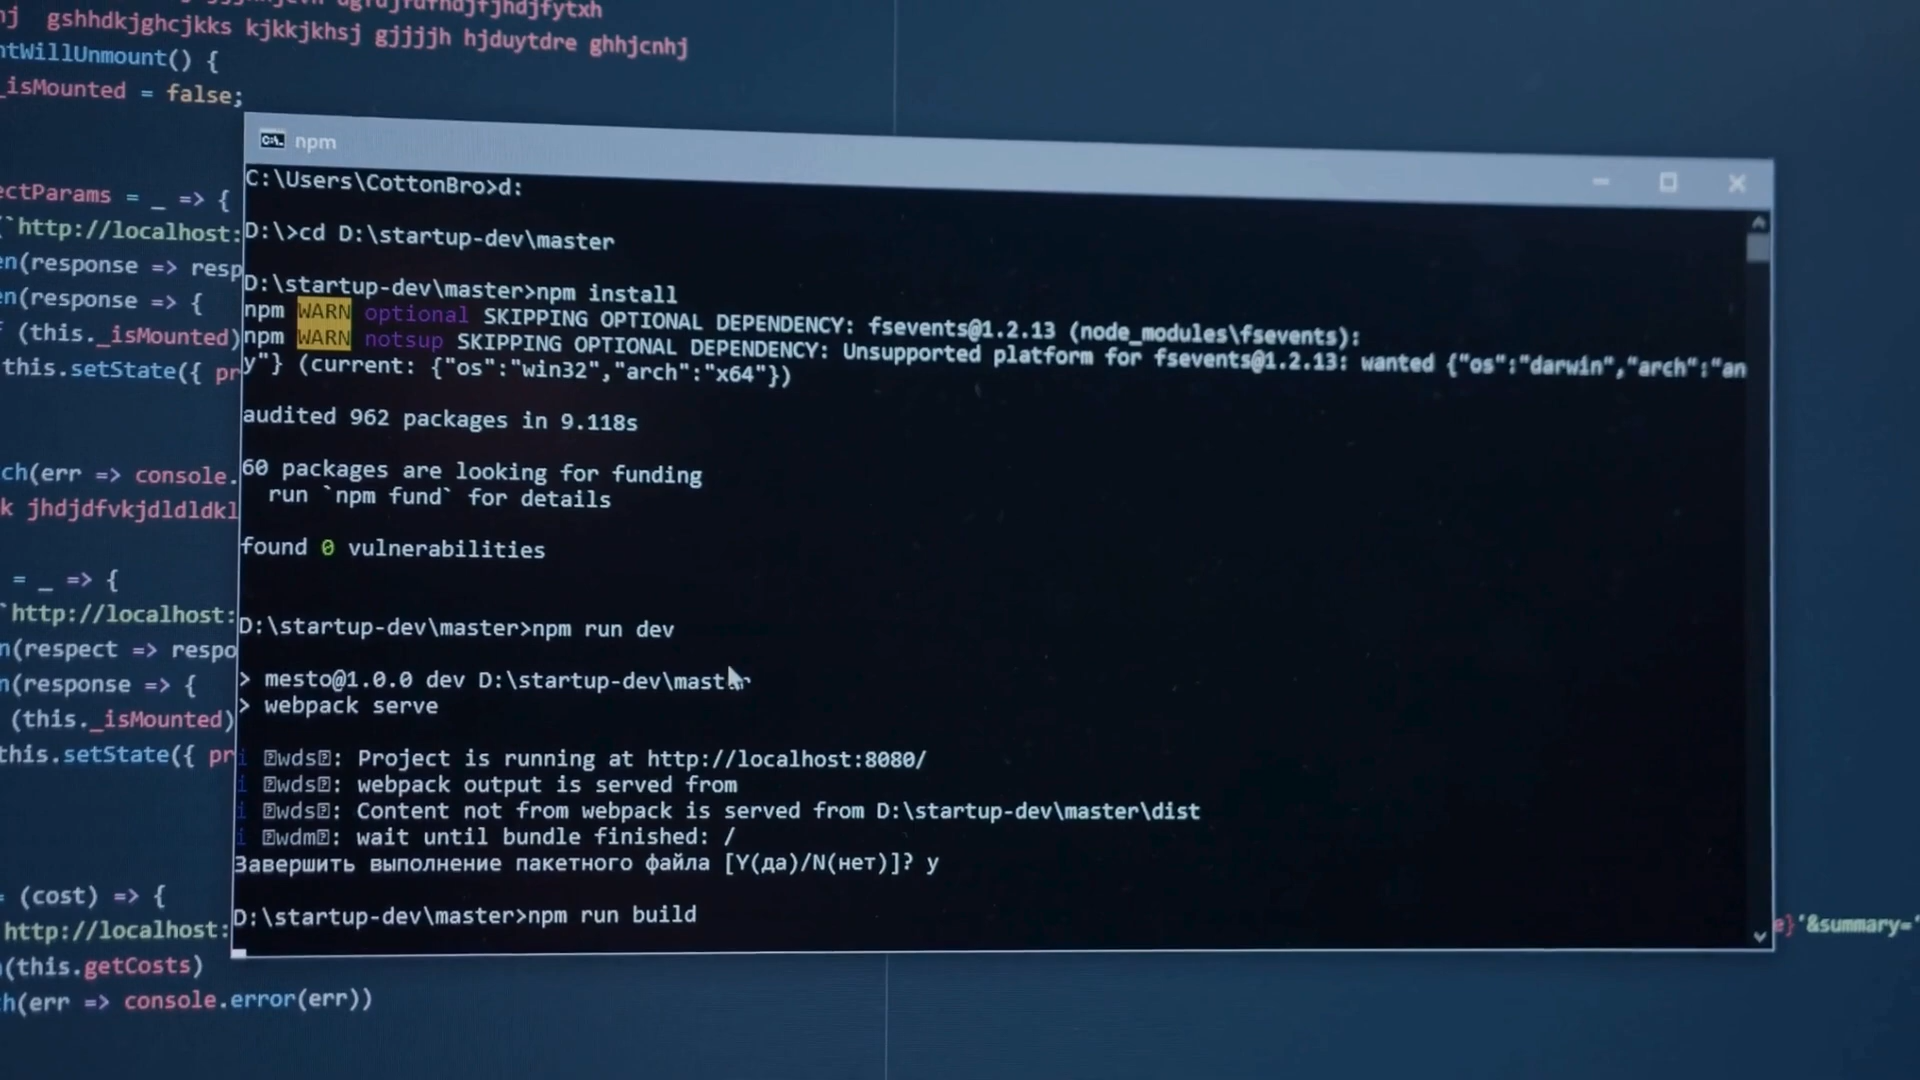 gshhdkjghcjkks kjkkjkhsj gjjjjh hjduytdre ghhjcnhj
ntWillUnmount() {
_isMounted = false;
npm
C:\Users\CottonBro>d:
ectParams = _ => {
D:\>cd D:\startup-dev\master
`http://localhost:
en(response => resp
D:\startup-dev\master>npm install
en(response => {
npm WARN optional SKIPPING OPTIONAL DEPENDENCY: fsevents@1.2.13 (node_modules\fsevents):
(this._isMounted)
npm WARN notsup SKIPPING OPTIONAL DEPENDENCY: Unsupported platform for fsevents@1.2.13: wanted {"os":"darwin","arch":"an
this.setState({ pr
y"} (current: {"os":"win32","arch":"x64"})
audited 962 packages in 9.118s
ch(err => console.
60 packages are looking for funding
run `npm fund` for details
k jhdjdfvkjdldldkl
found 0 vulnerabilities
= _ => {
`http://localhost:
D:\startup-dev\master>npm run dev
n(respect => respo
> mesto@1.0.0 dev D:\startup-dev\master
n(response => {
> webpack serve
(this._isMounted)
this.setState({ pr
i wds: Project is running at http://localhost:8080/
i wds: webpack output is served from
i wds: Content not from webpack is served from D:\startup-dev\master\dist
i wdm: wait until bundle finished: /
Завершить выполнение пакетного файла [Y(да)/N(нет)]? y
(cost) => {
D:\startup-dev\master>npm run build
http://localhost:
e}'&summary='
(this.getCosts)
h(err => console.error(err))